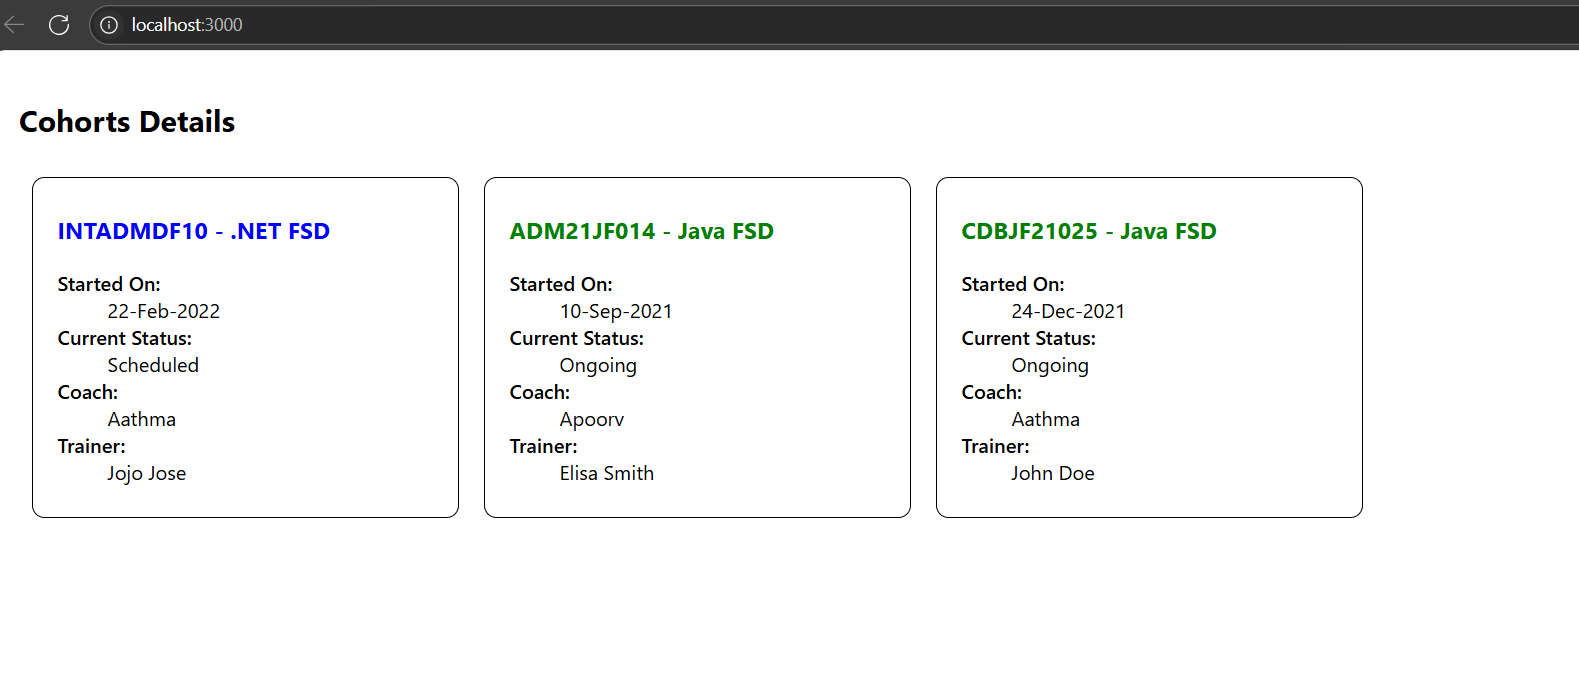 localhost:3000
Cohorts Details
INTADMDF10 - .NET FSD
Started On:
22-Feb-2022
Current Status:
Scheduled
Coach:
Aathma
Trainer:
Jojo Jose
ADM21JF014 - Java FSD
Started On:
10-Sep-2021
Current Status:
Ongoing
Coach:
Apoorv
Trainer:
Elisa Smith
CDBJF21025 - Java FSD
Started On:
24-Dec-2021
Current Status:
Ongoing
Coach:
Aathma
Trainer:
John Doe